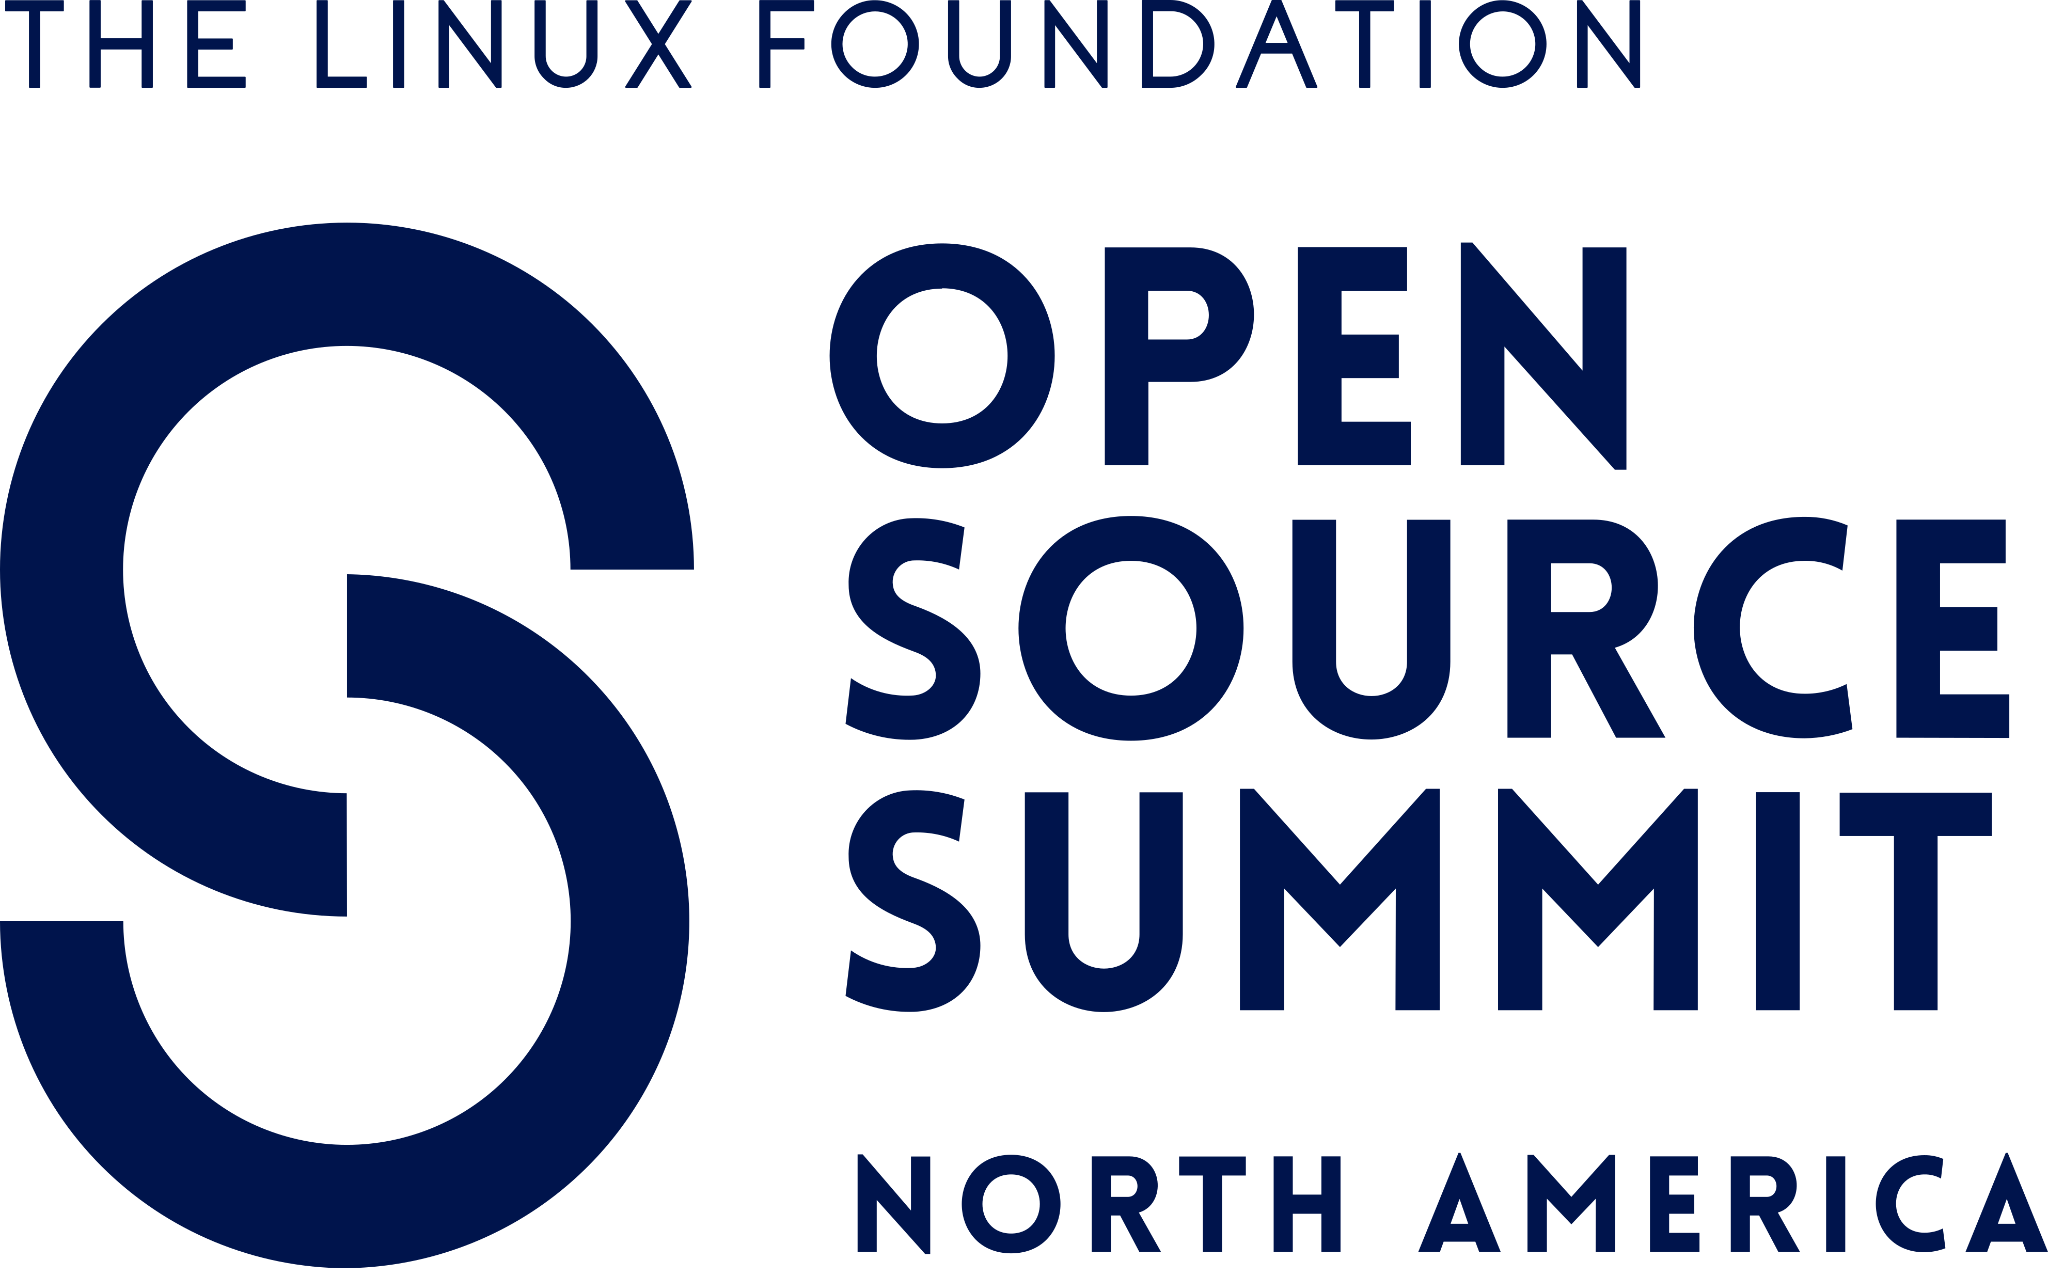 THE LINUX FOUNDATION
OPEN
SOURCE
SUMMIT
NORTH AMERICA